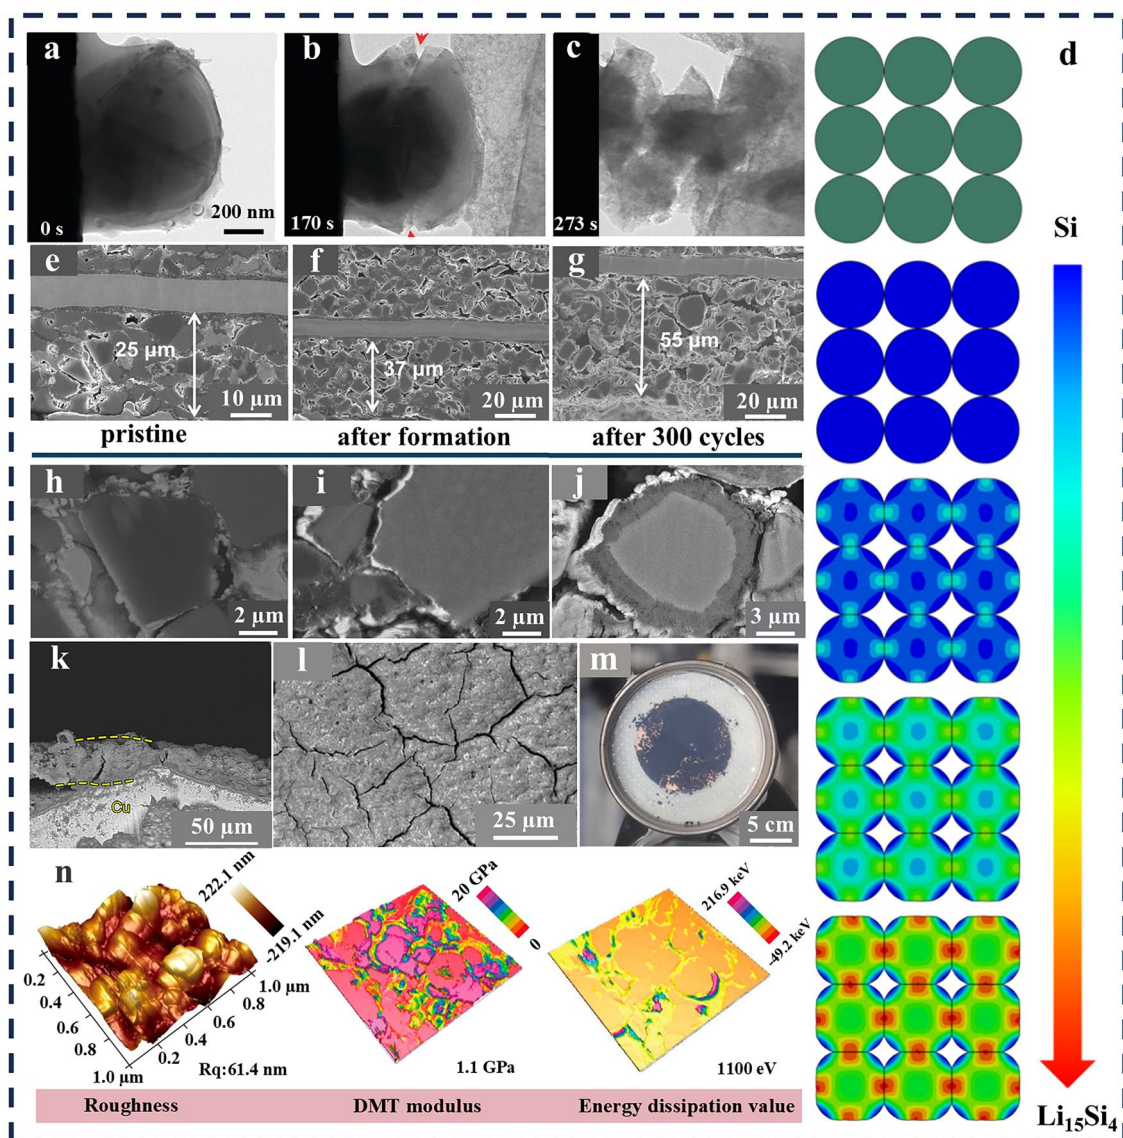 a
b
c
d
0 s
200 nm
170 s
273 s
Si
e
f
g
25 µm
37 µm
55 µm
10 µm
20 µm
20 µm
pristine
after formation
after 300 cycles
h
i
j
2 µm
2 µm
3 µm
k
l
m
Cu
50 µm
25 µm
5 cm
n
222.1 nm
-219.1 nm
20 GPa
0
216.9 keV
-49.2 keV
0.2
0.4
0.6
0.8
1.0 µm
0.2
0.4
0.6
0.8
1.0 µm
Rq:61.4 nm
1.1 GPa
1100 eV
Roughness
DMT modulus
Energy dissipation value
Li₁₅Si₄